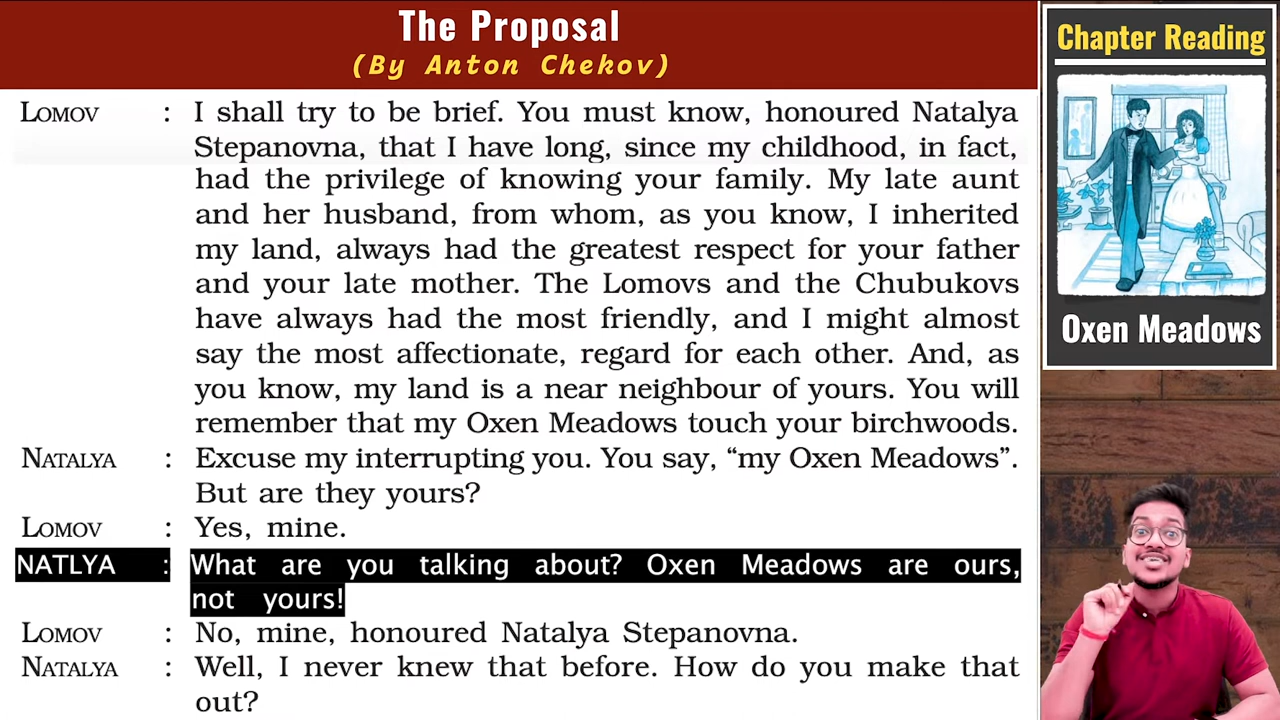 The Proposal
(By Anton Chekov)
LOMOV : I shall try to be brief. You must know, honoured Natalya
Stepanovna, that I have long, since my childhood, in fact,
had the privilege of knowing your family. My late aunt
and her husband, from whom, as you know, I inherited
my land, always had the greatest respect for your father
and your late mother. The Lomovs and the Chubukovs
have always had the most friendly, and I might almost
say the most affectionate, regard for each other. And, as
you know, my land is a near neighbour of yours. You will
remember that my Oxen Meadows touch your birchwoods.
NATALYA : Excuse my interrupting you. You say, “my Oxen Meadows”.
But are they yours?
LOMOV : Yes, mine.
NATLYA : What are you talking about? Oxen Meadows are ours,
not yours!
LOMOV : No, mine, honoured Natalya Stepanovna.
NATALYA : Well, I never knew that before. How do you make that
out?
Chapter Reading
Oxen Meadows